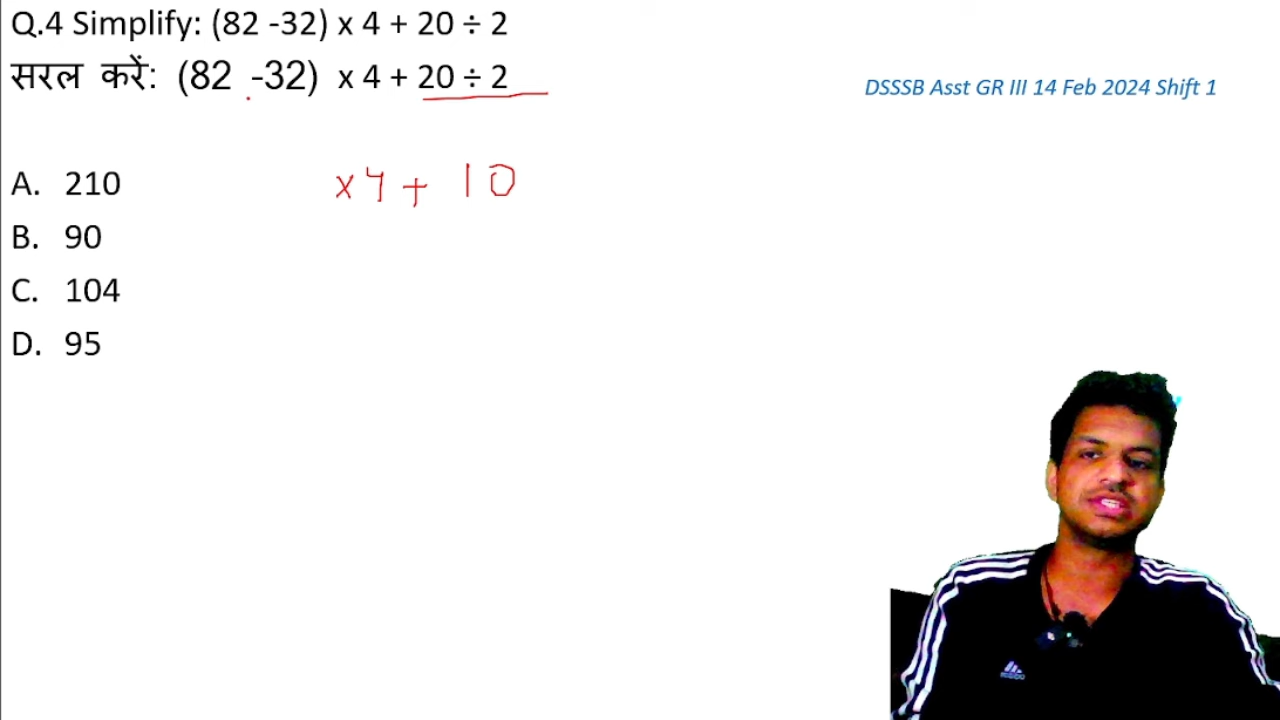 Q.4 Simplify: (82 -32) x 4 + 20 ÷ 2
सरल करें: (82 -32) x 4 + 20 ÷ 2
DSSSB Asst GR III 14 Feb 2024 Shift 1
A. 210
x4 + 10
B. 90
C. 104
D. 95